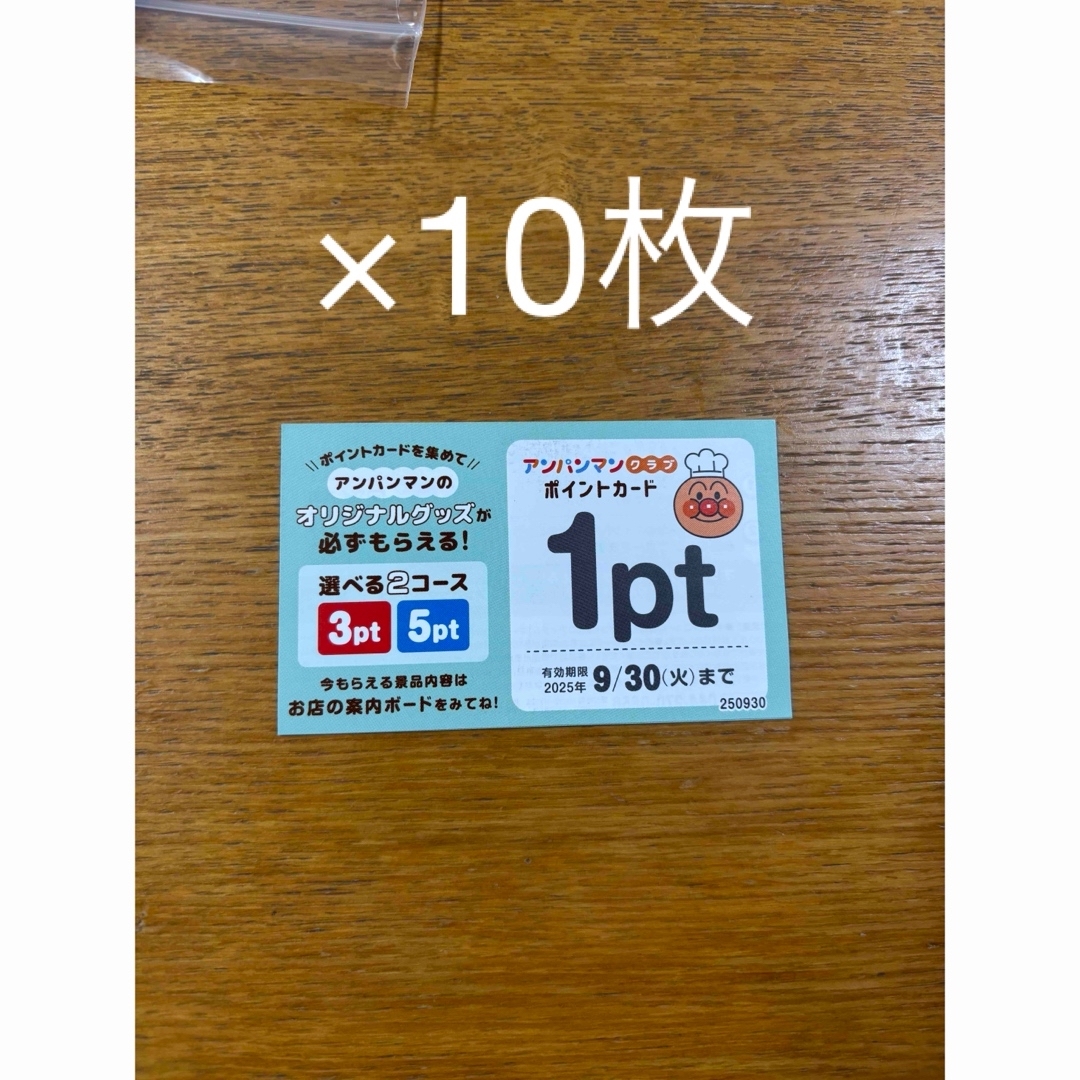 ×10枚
\\ポイントカードを集めて//
アンパンマンの
オリジナルグッズが
必ずもらえる!
選べる2コース
3pt 5pt
今もらえる景品内容は
お店の案内ボードをみてね!
アンパンマンクラブ
ポイントカード
1pt
有効期限
2025年 9/30(火)まで
250930